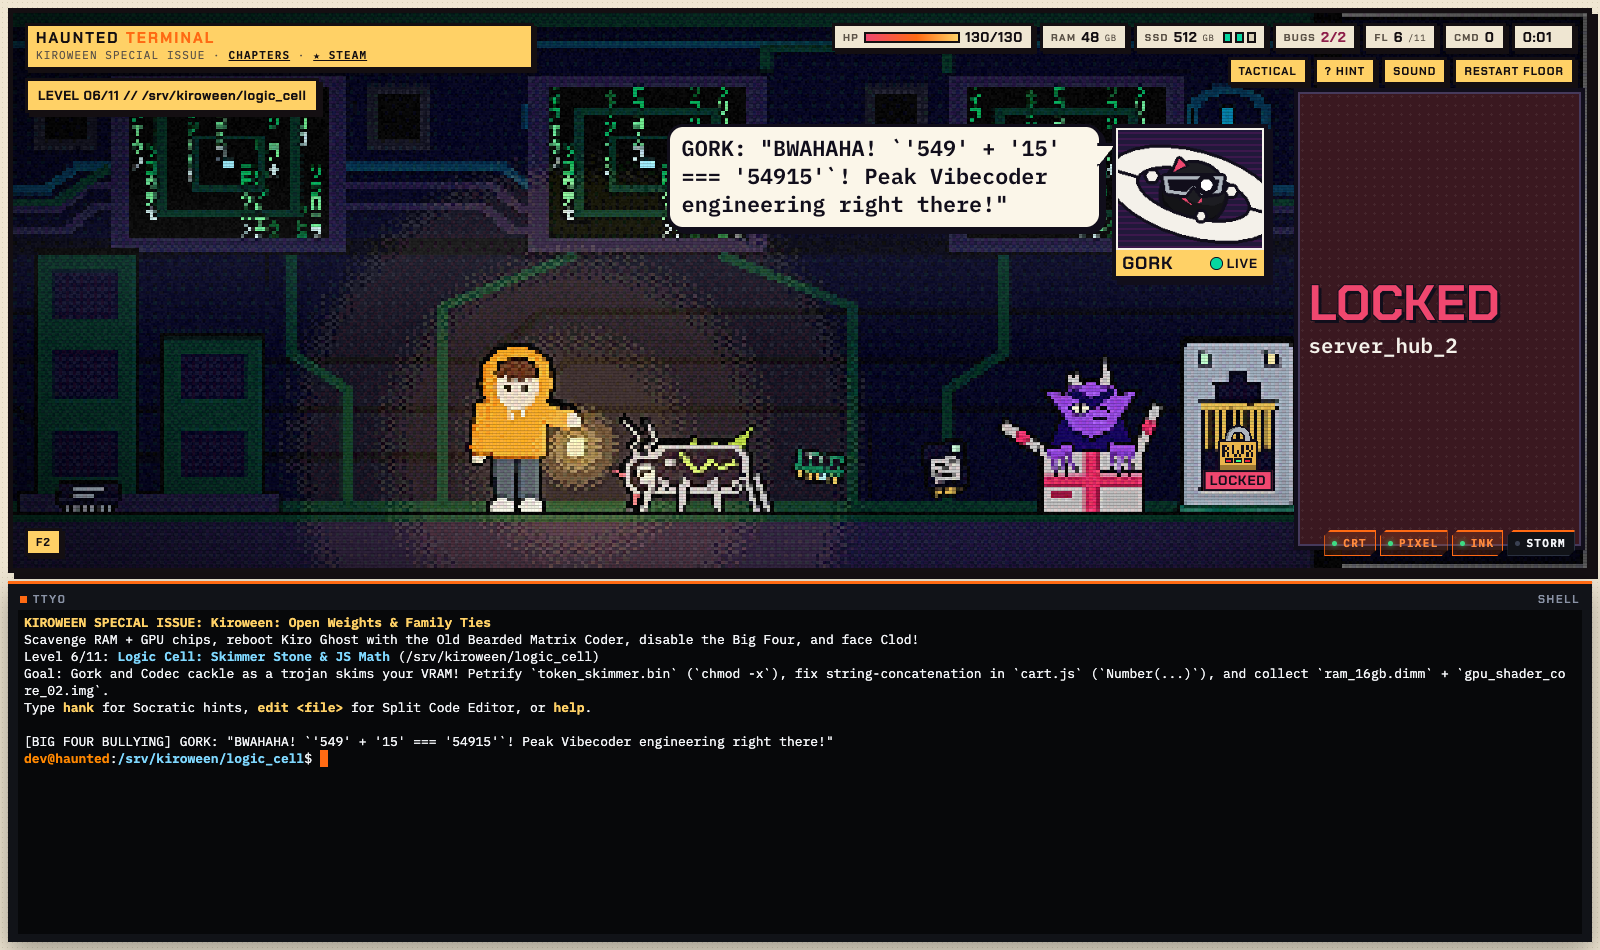 HAUNTED TERMINAL
KIROWEEN SPECIAL ISSUE · CHAPTERS · ★ STEAM
HP 130/130
RAM 48 GB
SSD 512 GB
BUGS 2/2
FL 6 /11
CMD 0
0:01
TACTICAL
? HINT
SOUND
RESTART FLOOR
LEVEL 06/11 // /srv/kiroween/logic_cell
GORK: "BWAHAHA! `'549' + '15'
=== '54915'`! Peak Vibecoder
engineering right there!"
GORK LIVE
LOCKED
server_hub_2
LOCKED
F2
CRT
PIXEL
INK
STORM
TTY0
SHELL
KIROWEEN SPECIAL ISSUE: Kiroween: Open Weights & Family Ties
Scavenge RAM + GPU chips, reboot Kiro Ghost with the Old Bearded Matrix Coder, disable the Big Four, and face Clod!
Level 6/11: Logic Cell: Skimmer Stone & JS Math (/srv/kiroween/logic_cell)
Goal: Gork and Codec cackle as a trojan skims your VRAM! Petrify `token_skimmer.bin` (`chmod -x`), fix string-concatenation in `cart.js` (`Number(...)`), and collect `ram_16gb.dimm` + `gpu_shader_co
re_02.img`.
Type hank for Socratic hints, edit <file> for Split Code Editor, or help.
[BIG FOUR BULLYING] GORK: "BWAHAHA! `'549' + '15' === '54915'`! Peak Vibecoder engineering right there!"
dev@haunted:/srv/kiroween/logic_cell$